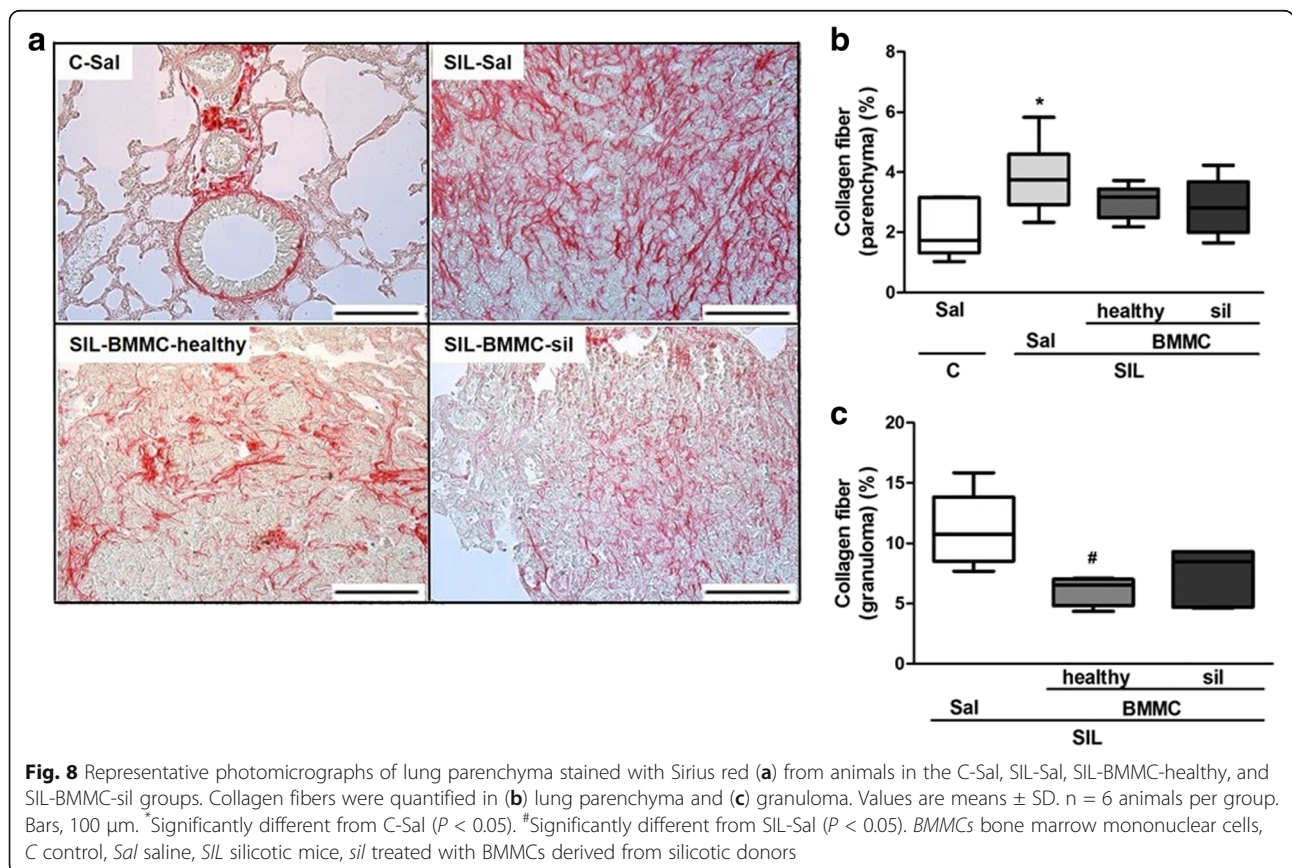 a
C-Sal
SIL-Sal
SIL-BMMC-healthy
SIL-BMMC-sil
b
Collagen fiber
(parenchyma) (%)
8
6
4
2
0
*
Sal
healthy
sil
Sal
BMMC
C
SIL
c
Collagen fiber
(granuloma) (%)
20
15
10
5
0
#
healthy
sil
Sal
BMMC
SIL
Fig. 8 Representative photomicrographs of lung parenchyma stained with Sirius red (a) from animals in the C-Sal, SIL-Sal, SIL-BMMC-healthy, and
SIL-BMMC-sil groups. Collagen fibers were quantified in (b) lung parenchyma and (c) granuloma. Values are means ± SD. n = 6 animals per group.
Bars, 100 μm. *Significantly different from C-Sal (P < 0.05). #Significantly different from SIL-Sal (P < 0.05). BMMCs bone marrow mononuclear cells,
C control, Sal saline, SIL silicotic mice, sil treated with BMMCs derived from silicotic donors